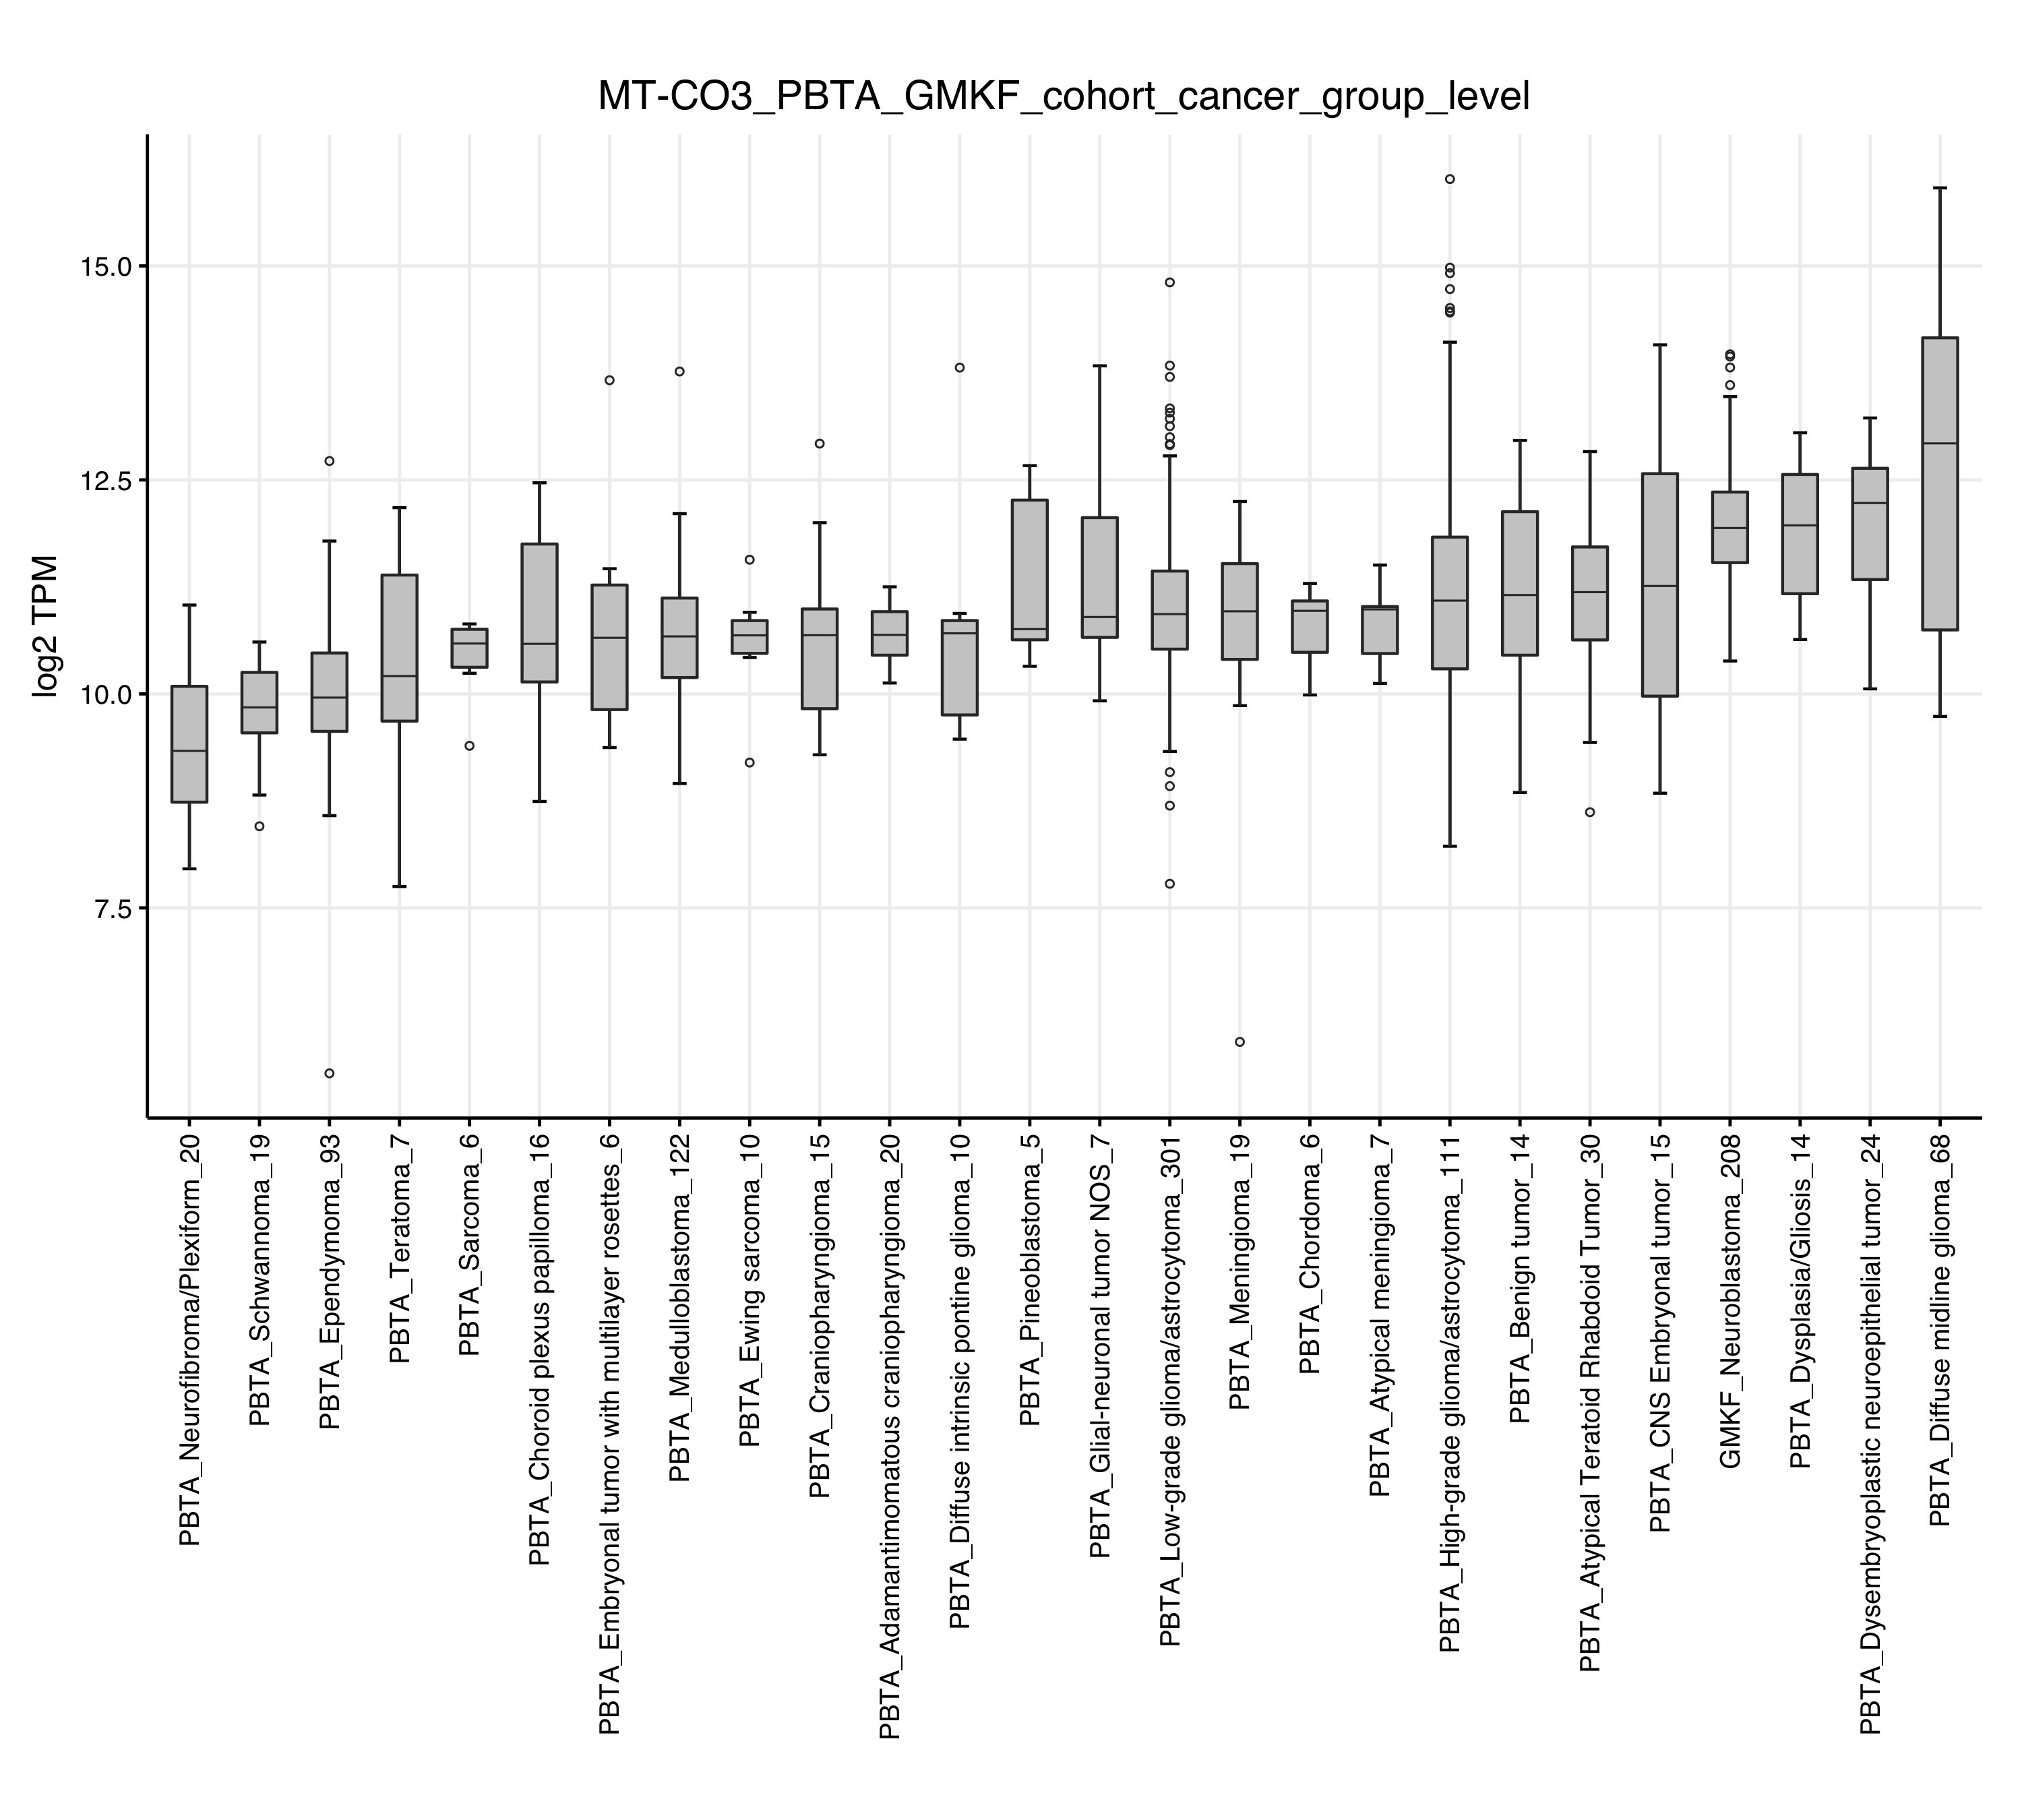 MT-CO3_PBTA_GMKF_cohort_cancer_group_level
log2 TPM
15.0
12.5
10.0
7.5
PBTA_Neurofibroma/Plexiform_20
PBTA_Schwannoma_19
PBTA_Ependymoma_93
PBTA_Teratoma_7
PBTA_Sarcoma_6
PBTA_Choroid plexus papilloma_16
PBTA_Embryonal tumor with multilayer rosettes_6
PBTA_Medulloblastoma_122
PBTA_Ewing sarcoma_10
PBTA_Craniopharyngioma_15
PBTA_Adamantimomatous craniopharyngioma_20
PBTA_Diffuse intrinsic pontine glioma_10
PBTA_Pineoblastoma_5
PBTA_Glial-neuronal tumor NOS_7
PBTA_Low-grade glioma/astrocytoma_301
PBTA_Meningioma_19
PBTA_Chordoma_6
PBTA_Atypical meningioma_7
PBTA_High-grade glioma/astrocytoma_111
PBTA_Benign tumor_14
PBTA_Atypical Teratoid Rhabdoid Tumor_30
PBTA_CNS Embryonal tumor_15
GMKF_Neuroblastoma_208
PBTA_Dysplasia/Gliosis_14
PBTA_Dysembryoplastic neuroepithelial tumor_24
PBTA_Diffuse midline glioma_68